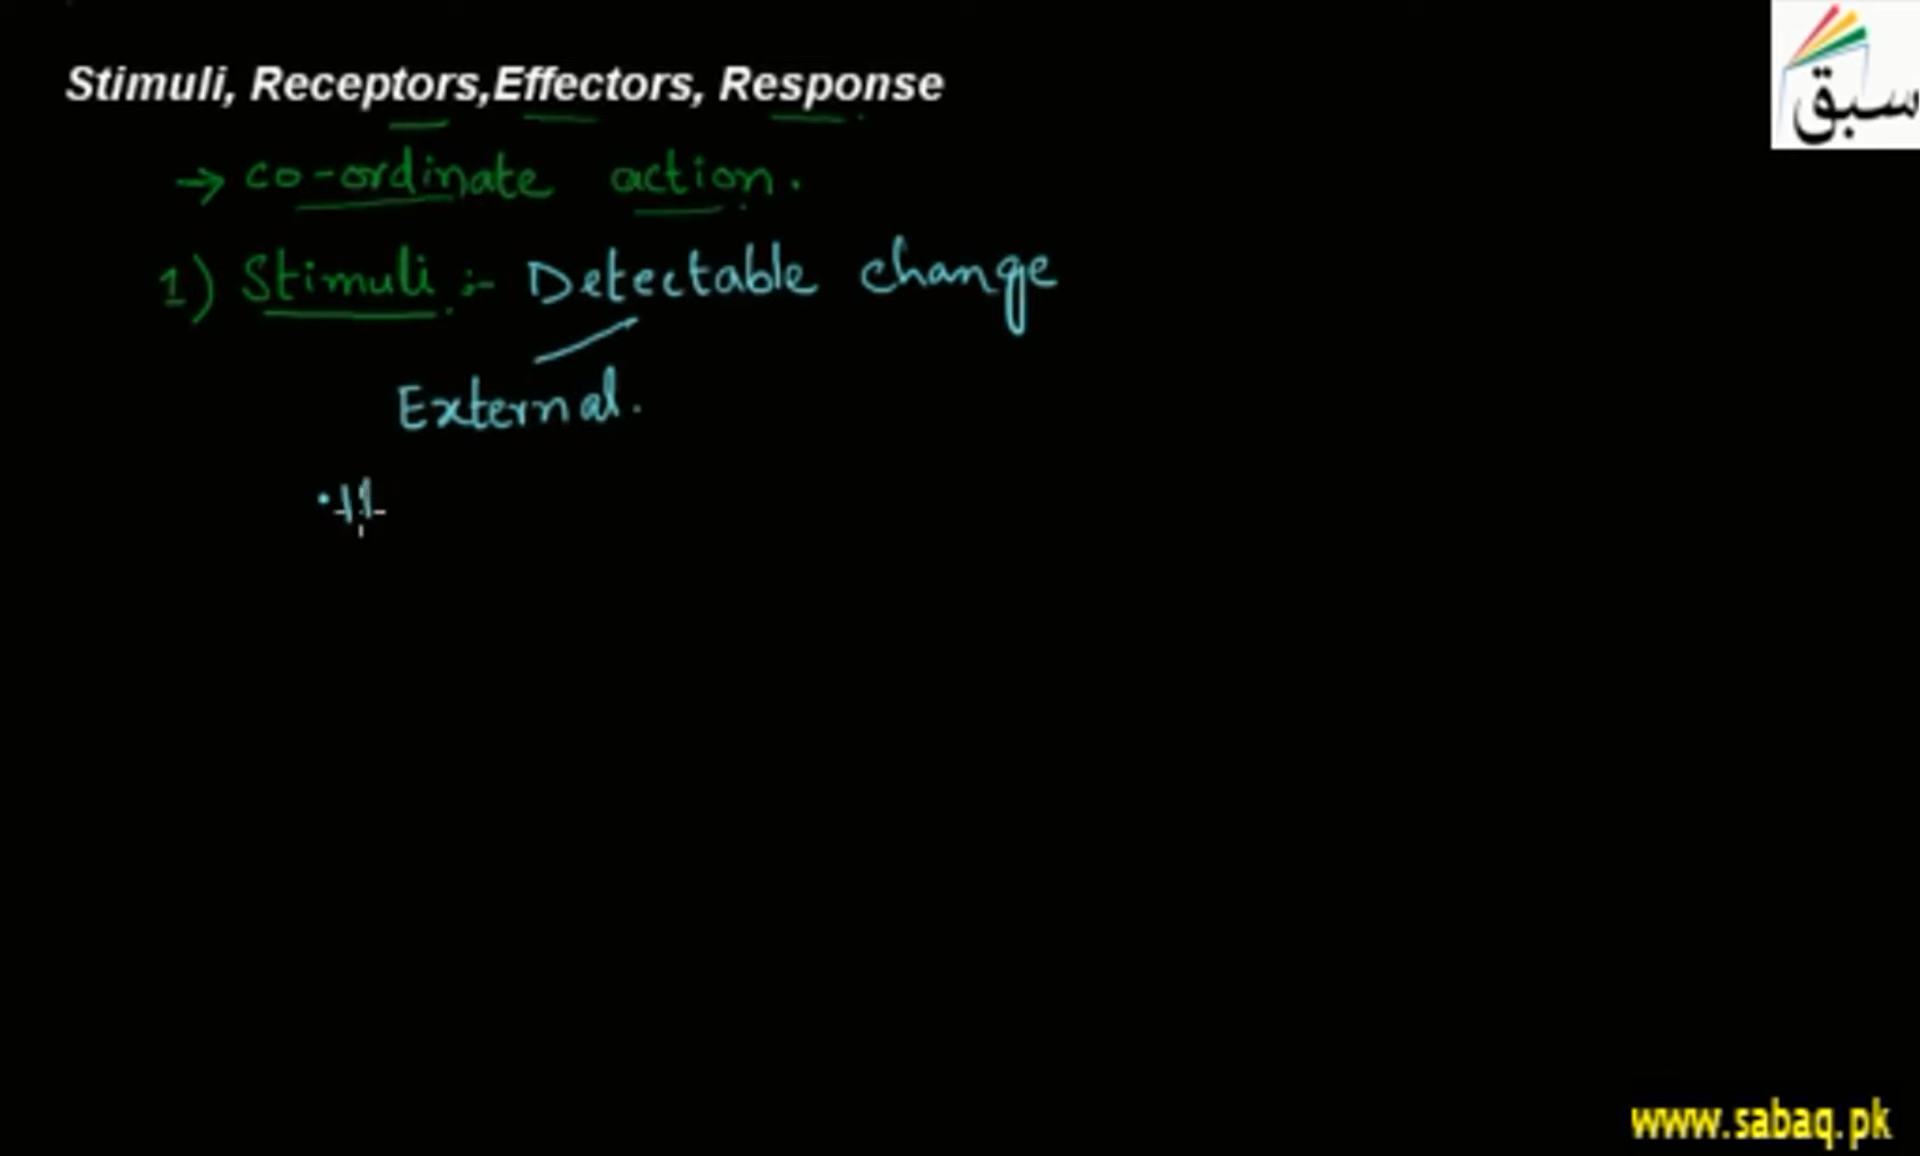 Stimuli, Receptors,Effectors, Response
سبق
→ co-ordinate action.
1) Stimuli :- Detectable change
External.
www.sabaq.pk